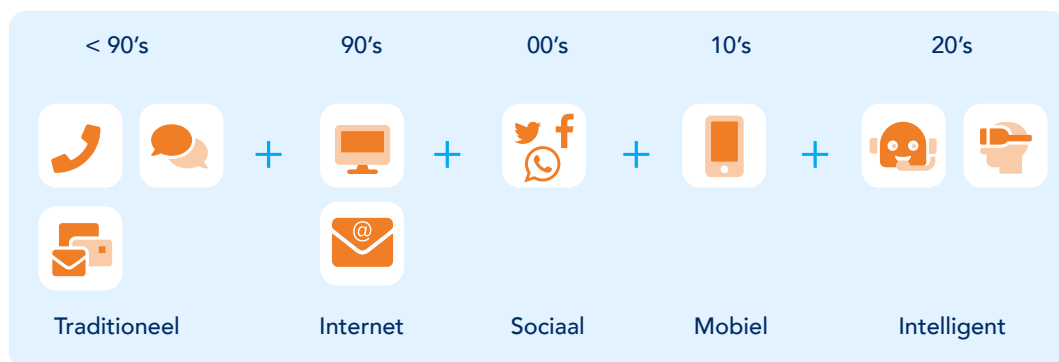 < 90’s
90’s
00’s
10’s
20’s
@
Traditioneel
Internet
Sociaal
Mobiel
Intelligent